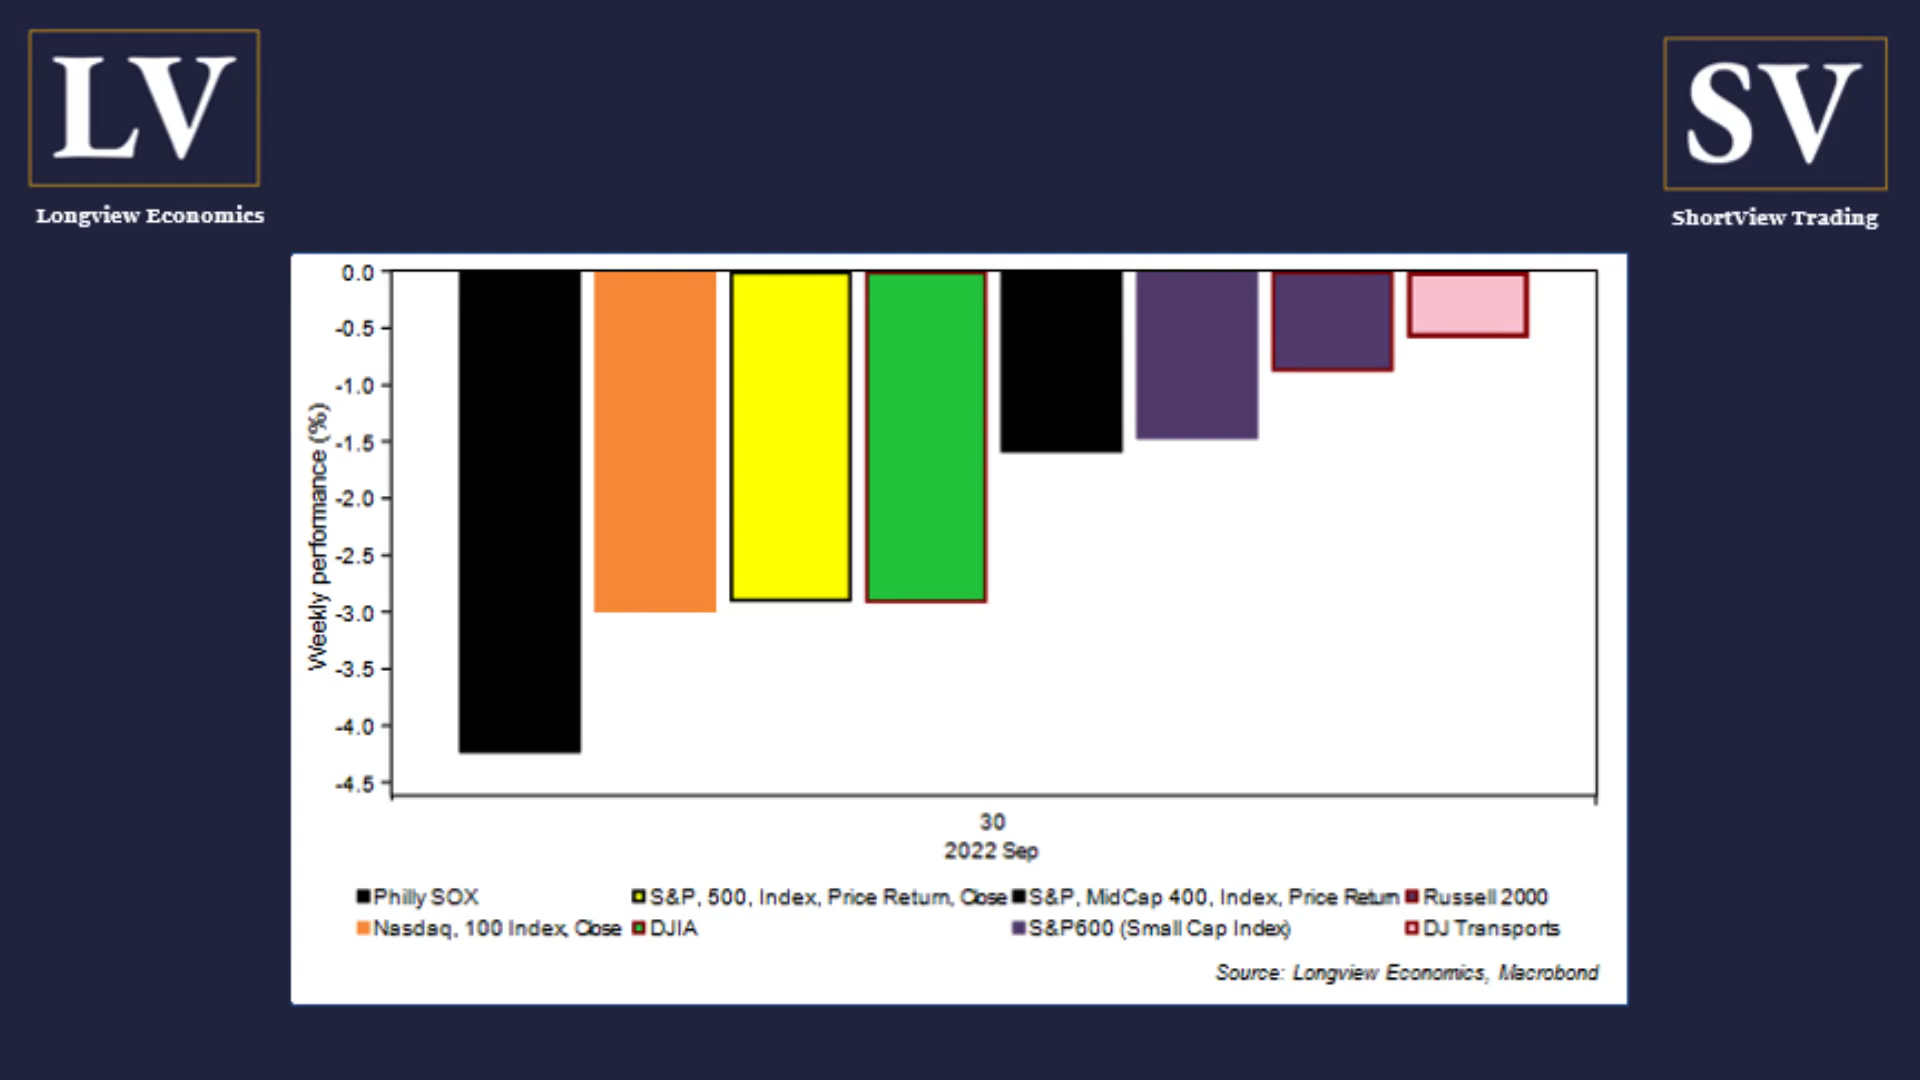 LV
Longview Economics
SV
ShortView Trading
0.0
-0.5
-1.0
-1.5
-2.0
-2.5
-3.0
-3.5
-4.0
-4.5
Weekly performance (%)
30
2022 Sep
Philly SOX
S&P, 500, Index, Price Return, Close
S&P, MidCap 400, Index, Price Return
Russell 2000
Nasdaq, 100 Index, Close
DJIA
S&P600 (Small Cap Index)
DJ Transports
Source: Longview Economics, Macrobond